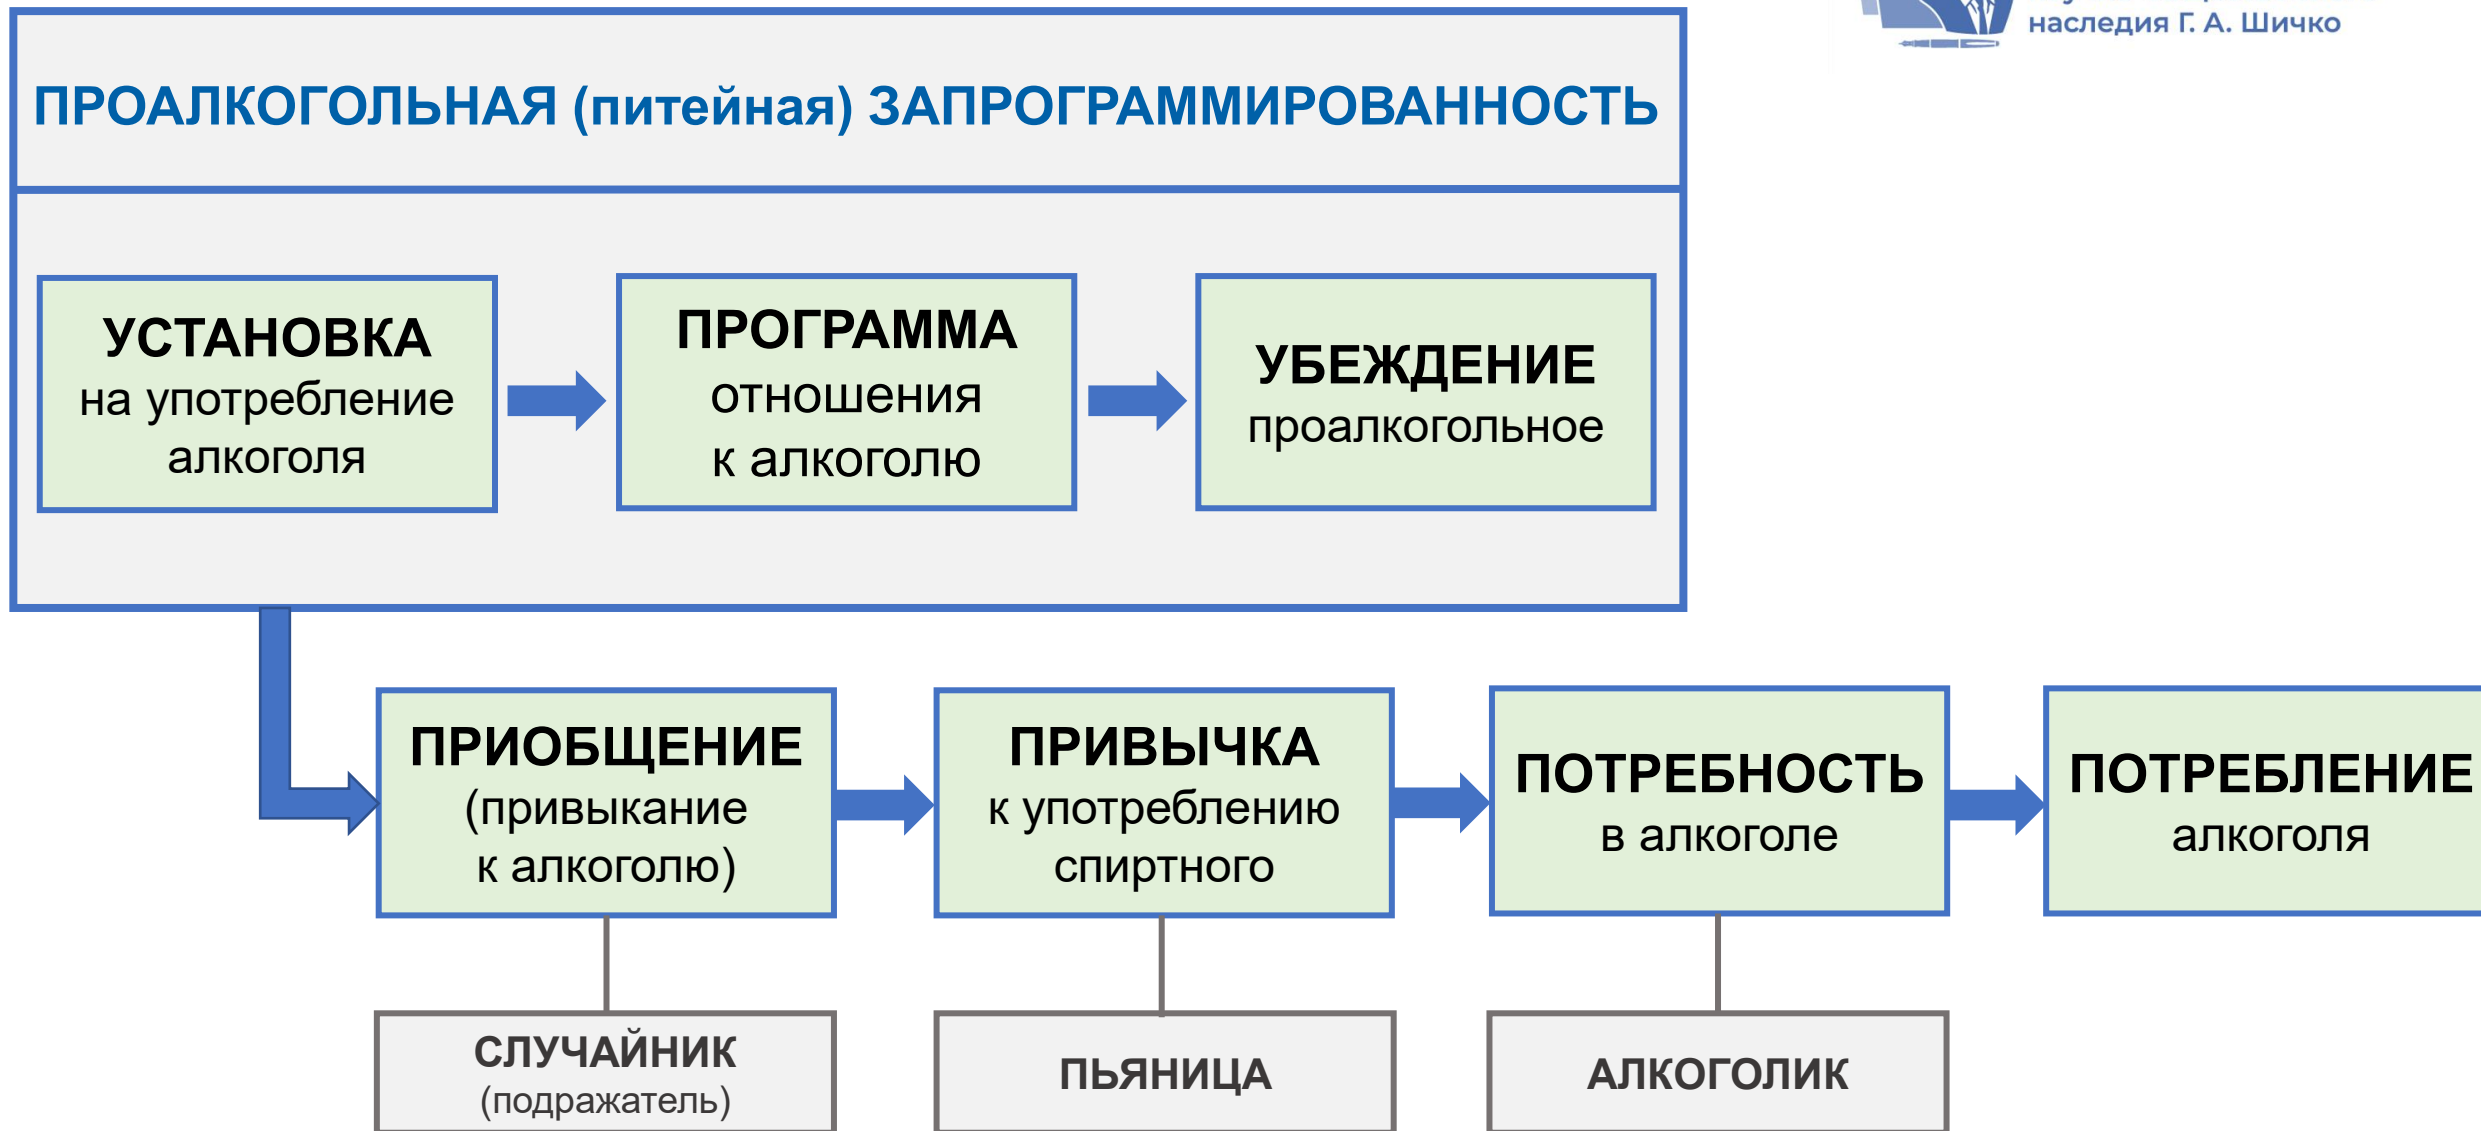 наследия Г. А. Шичко
ПРОАЛКОГОЛЬНАЯ (питейная) ЗАПРОГРАММИРОВАННОСТЬ
УСТАНОВКА
на употребление
алкоголя
ПРОГРАММА
отношения
к алкоголю
УБЕЖДЕНИЕ
проалкогольное
ПРИОБЩЕНИЕ
(привыкание
к алкоголю)
ПРИВЫЧКА
к употреблению
спиртного
ПОТРЕБНОСТЬ
в алкоголе
ПОТРЕБЛЕНИЕ
алкоголя
СЛУЧАЙНИК
(подражатель)
ПЬЯНИЦА
АЛКОГОЛИК